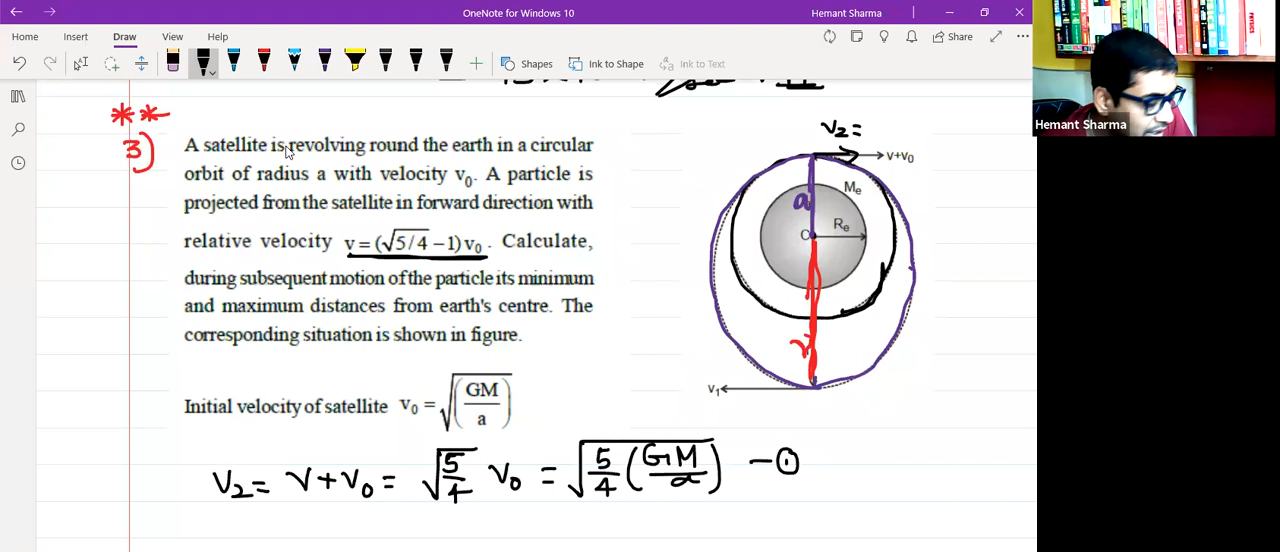 OneNote for Windows 10
Hemant Sharma
Home Insert Draw View Help
Share
Shapes Ink to Shape Ink to Text
Hemant Sharma
**
3)
A satellite is revolving round the earth in a circular
orbit of radius a with velocity v₀. A particle is
projected from the satellite in forward direction with
relative velocity v = (√5/4 −1) v₀. Calculate,
during subsequent motion of the particle its minimum
and maximum distances from earth's centre. The
corresponding situation is shown in figure.
v₂=
v+v₀
Mₑ
a
Rₑ
O
r
v₁
Initial velocity of satellite v₀ = √(GM/a)
v₂ = v + v₀ = √5/4 v₀ = √5/4 (GM/a) −①